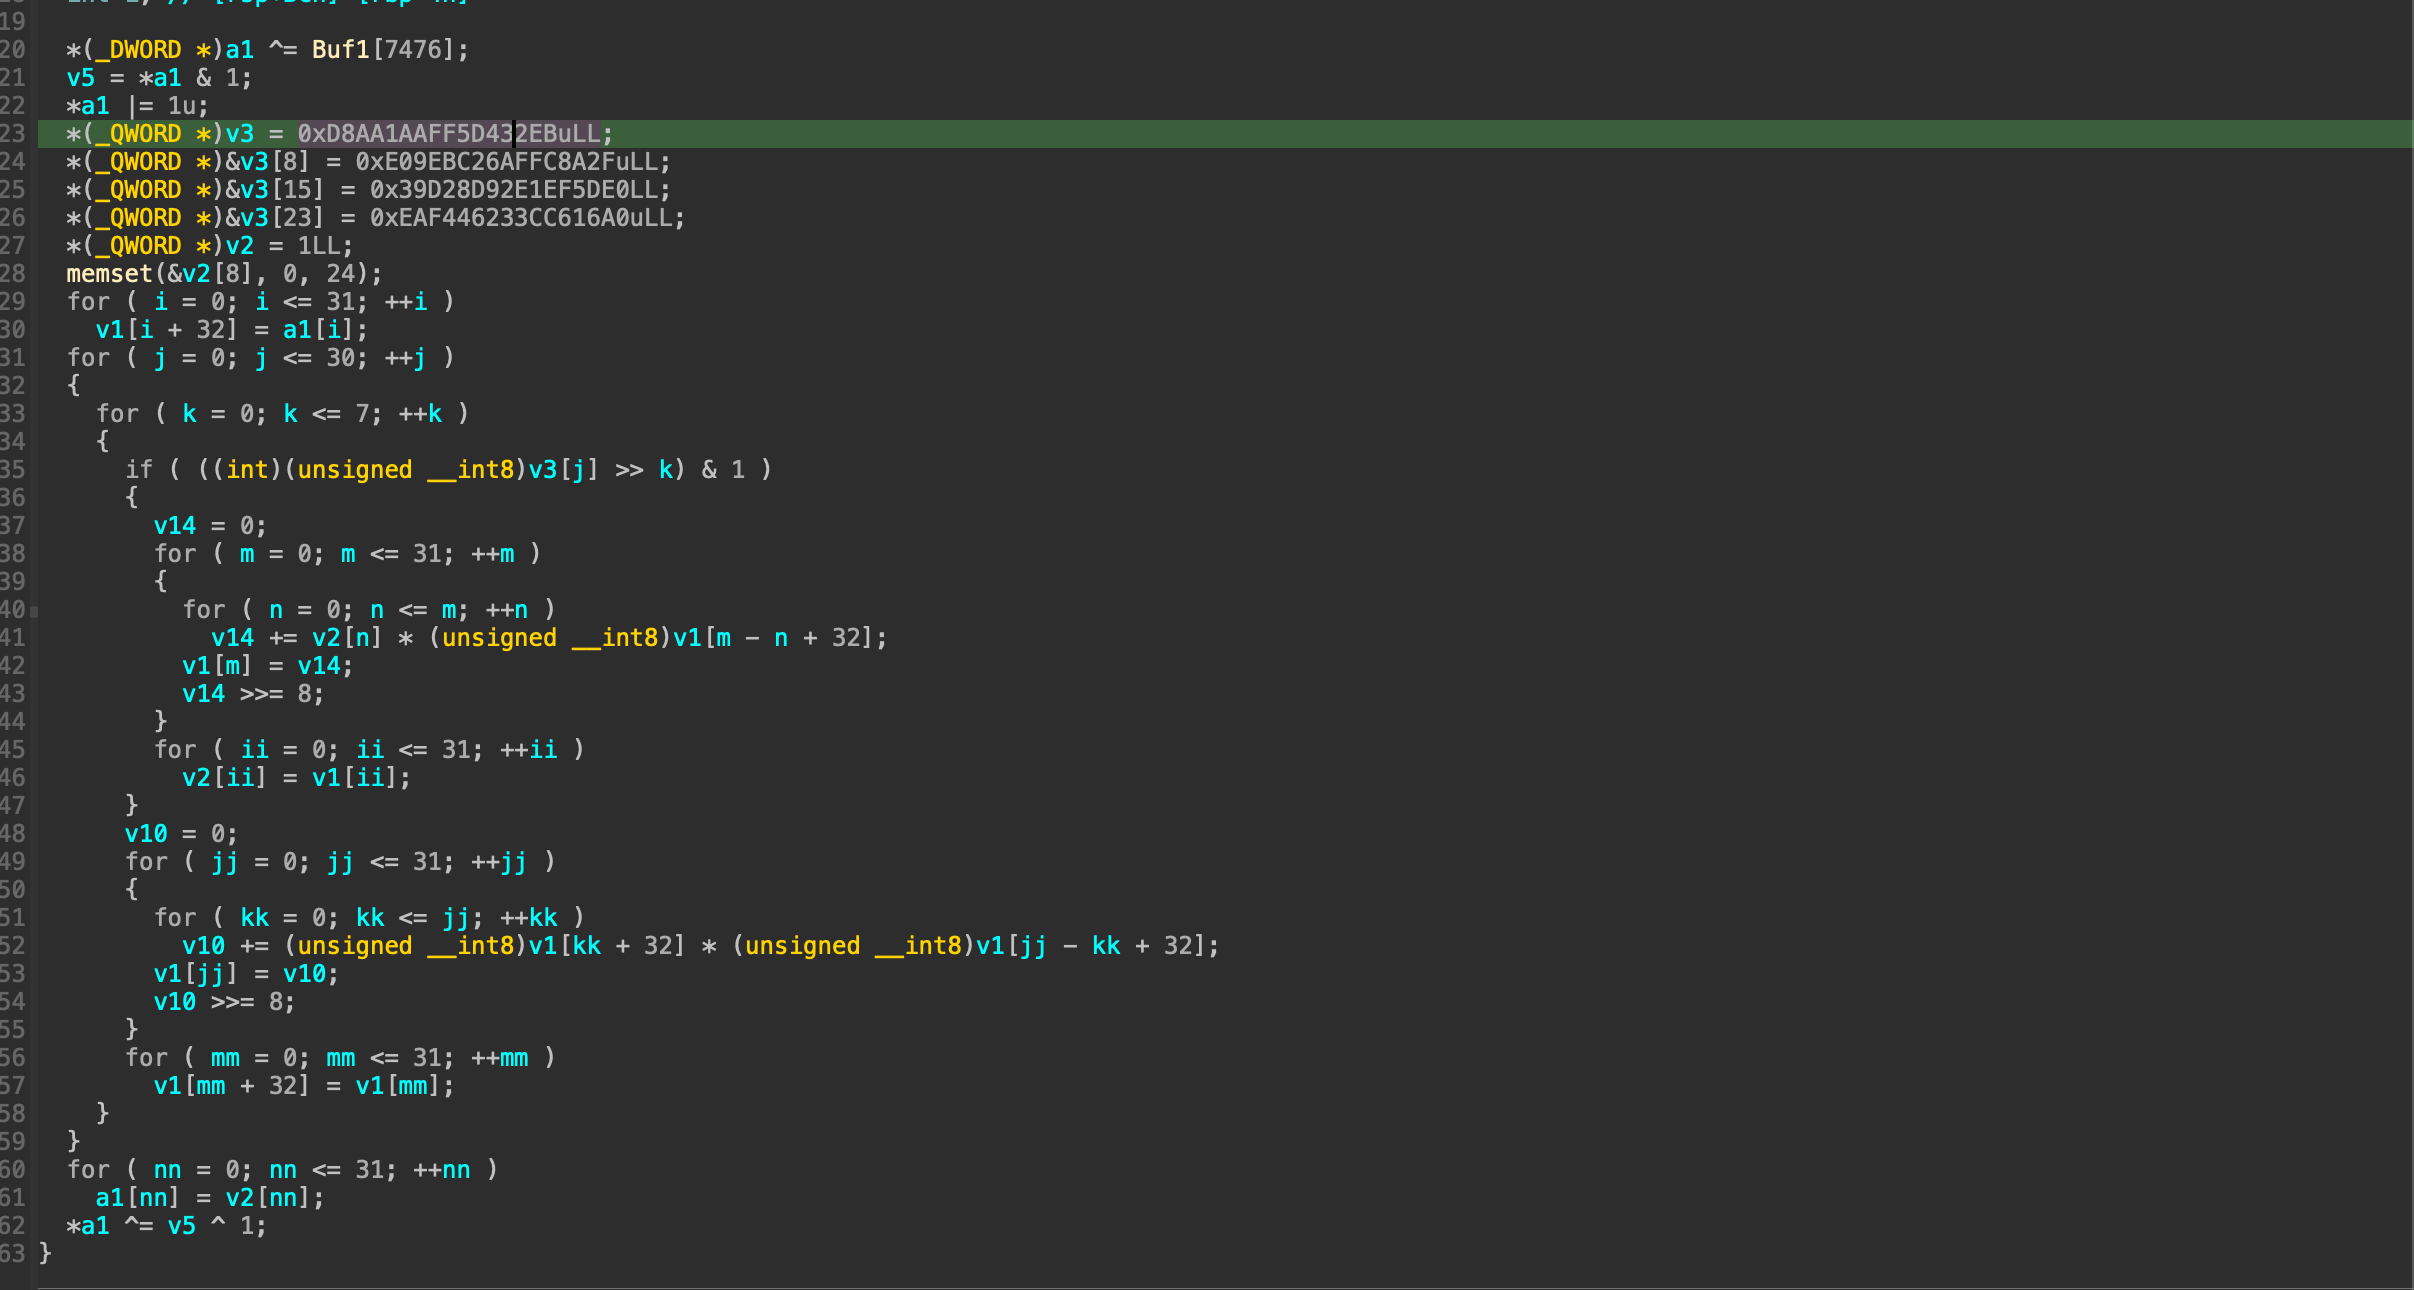 19
20 *(_DWORD *)a1 ^= Buf1[7476];
21 v5 = *a1 & 1;
22 *a1 |= 1u;
23 *(_QWORD *)v3 = 0xD8AA1AAFF5D432EBuLL;
24 *(_QWORD *)&v3[8] = 0xE09EBC26AFFC8A2FuLL;
25 *(_QWORD *)&v3[15] = 0x39D28D92E1EF5DE0LL;
26 *(_QWORD *)&v3[23] = 0xEAF446233CC616A0uLL;
27 *(_QWORD *)v2 = 1LL;
28 memset(&v2[8], 0, 24);
29 for ( i = 0; i <= 31; ++i )
30 v1[i + 32] = a1[i];
31 for ( j = 0; j <= 30; ++j )
32 {
33 for ( k = 0; k <= 7; ++k )
34 {
35 if ( ((int)(unsigned __int8)v3[j] >> k) & 1 )
36 {
37 v14 = 0;
38 for ( m = 0; m <= 31; ++m )
39 {
40 for ( n = 0; n <= m; ++n )
41 v14 += v2[n] * (unsigned __int8)v1[m - n + 32];
42 v1[m] = v14;
43 v14 >>= 8;
44 }
45 for ( ii = 0; ii <= 31; ++ii )
46 v2[ii] = v1[ii];
47 }
48 v10 = 0;
49 for ( jj = 0; jj <= 31; ++jj )
50 {
51 for ( kk = 0; kk <= jj; ++kk )
52 v10 += (unsigned __int8)v1[kk + 32] * (unsigned __int8)v1[jj - kk + 32];
53 v1[jj] = v10;
54 v10 >>= 8;
55 }
56 for ( mm = 0; mm <= 31; ++mm )
57 v1[mm + 32] = v1[mm];
58 }
59 }
60 for ( nn = 0; nn <= 31; ++nn )
61 a1[nn] = v2[nn];
62 *a1 ^= v5 ^ 1;
63 }